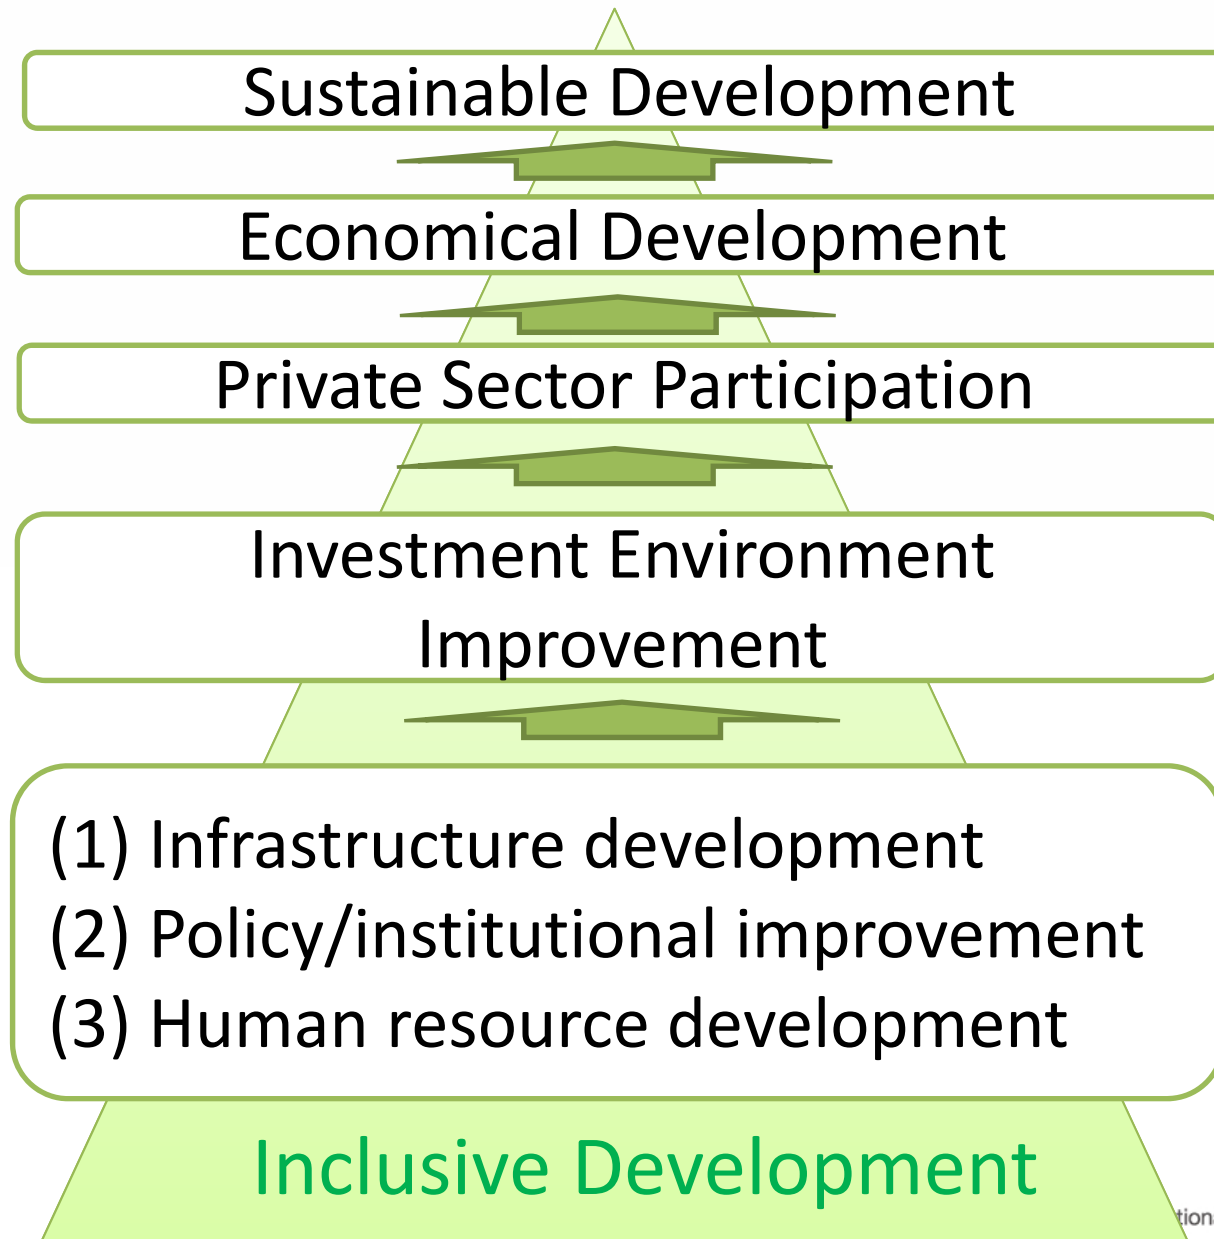 Sustainable Development
Economical Development
Private Sector Participation
Investment Environment
Improvement
(1) Infrastructure development
(2) Policy/institutional improvement
(3) Human resource development
Inclusive Development